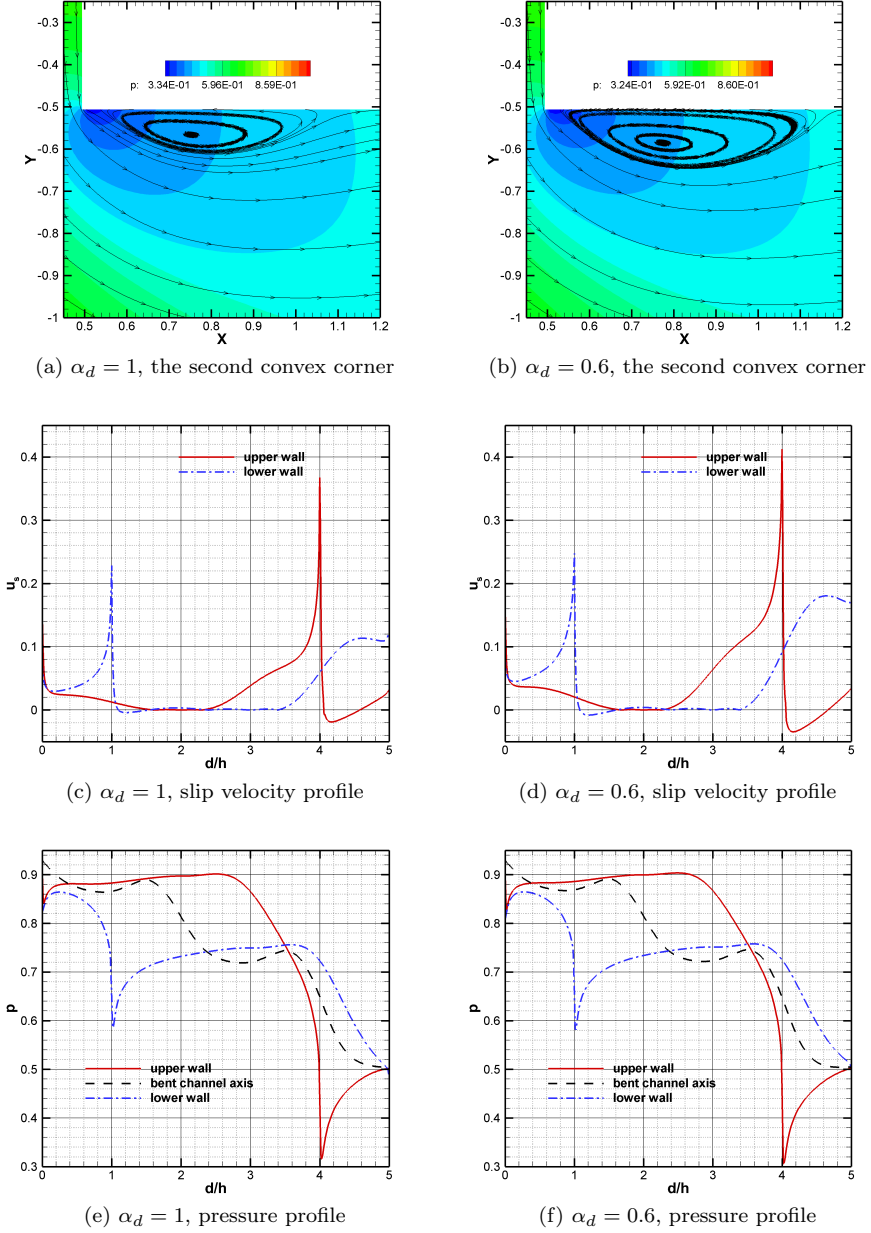 -0.3
-0.4
-0.5
-0.6
-0.7
-0.8
-0.9
-1
Y
p: 3.34E-01 5.96E-01 8.59E-01
0.5 0.6 0.7 0.8 0.9 1 1.1 1.2
X
(a) α_d = 1, the second convex corner
-0.3
-0.4
-0.5
-0.6
-0.7
-0.8
-0.9
-1
Y
p: 3.24E-01 5.92E-01 8.60E-01
0.5 0.6 0.7 0.8 0.9 1 1.1 1.2
X
(b) α_d = 0.6, the second convex corner
0.4
0.3
0.2
0.1
0
u_s
upper wall
lower wall
0 1 2 3 4 5
d/h
(c) α_d = 1, slip velocity profile
0.4
0.3
0.2
0.1
0
u_s
upper wall
lower wall
0 1 2 3 4 5
d/h
(d) α_d = 0.6, slip velocity profile
0.9
0.8
0.7
0.6
0.5
0.4
0.3
p
upper wall
bent channel axis
lower wall
0 1 2 3 4 5
d/h
(e) α_d = 1, pressure profile
0.9
0.8
0.7
0.6
0.5
0.4
0.3
p
upper wall
bent channel axis
lower wall
0 1 2 3 4 5
d/h
(f) α_d = 0.6, pressure profile